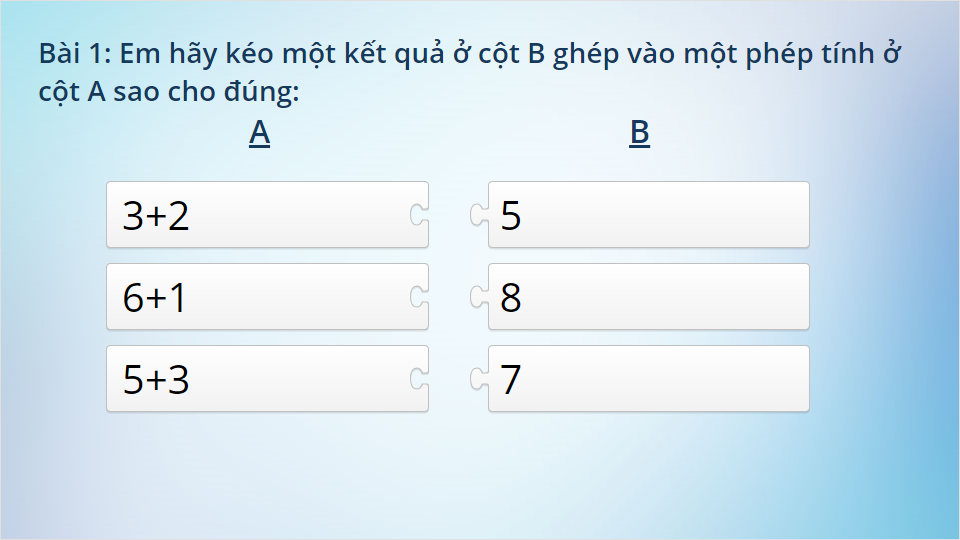 Bài 1: Em hãy kéo một kết quả ở cột B ghép vào một phép tính ở
cột A sao cho đúng:
A B
3+2 5
6+1 8
5+3 7